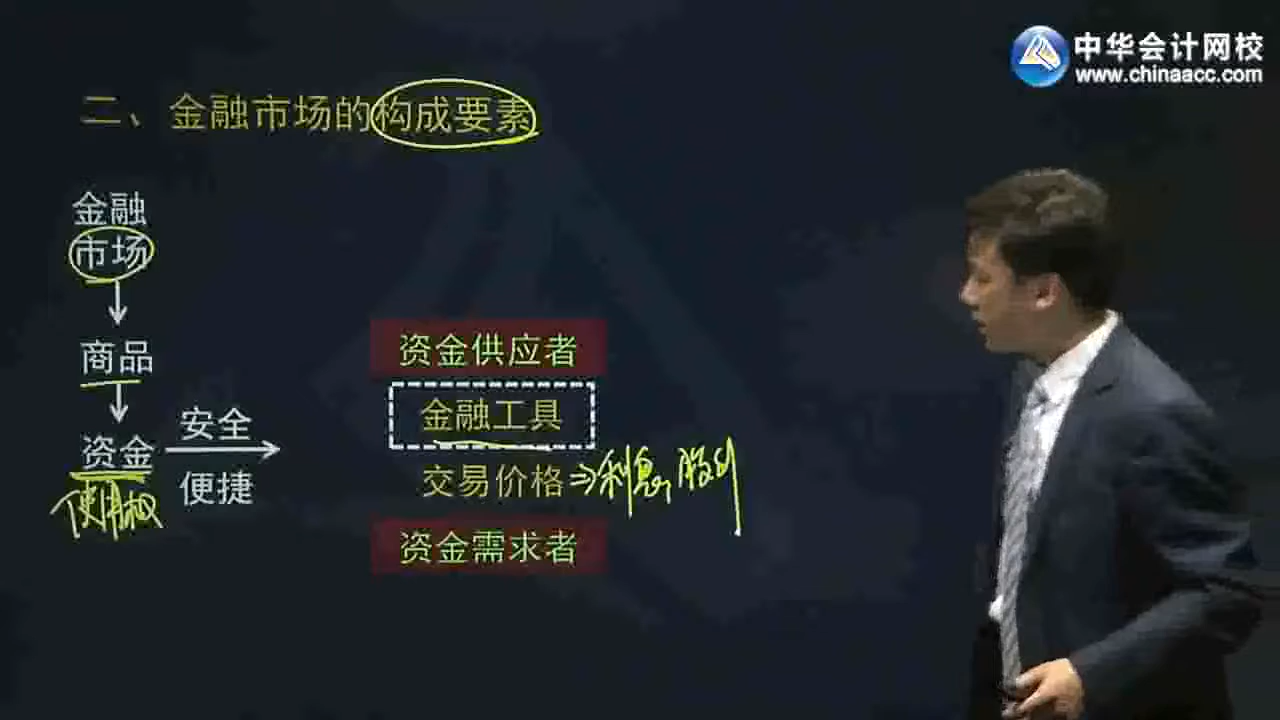 中华会计网校
www.chinaacc.com
二、金融市场的构成要素
金融
市场
商品
资金
使用权
安全
便捷
资金供应者
金融工具
交易价格⇒利息,股利
资金需求者